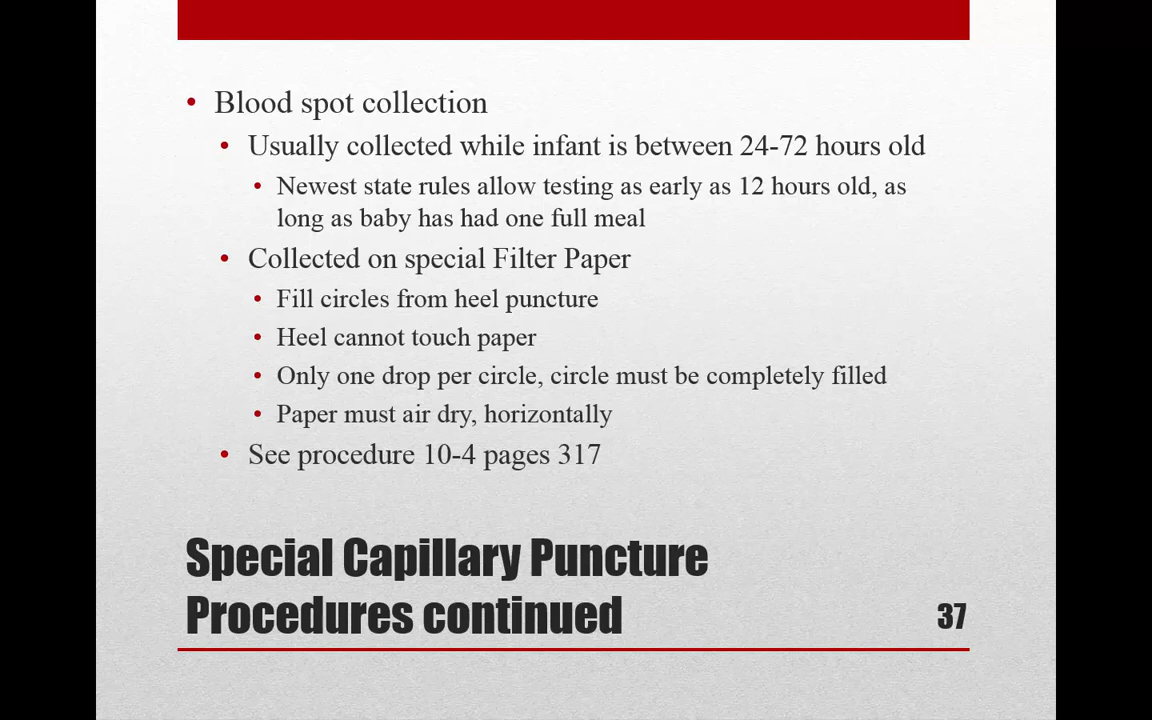 • Blood spot collection
• Usually collected while infant is between 24-72 hours old
• Newest state rules allow testing as early as 12 hours old, as
long as baby has had one full meal
• Collected on special Filter Paper
• Fill circles from heel puncture
• Heel cannot touch paper
• Only one drop per circle, circle must be completely filled
• Paper must air dry, horizontally
• See procedure 10-4 pages 317
Special Capillary Puncture
Procedures continued
37